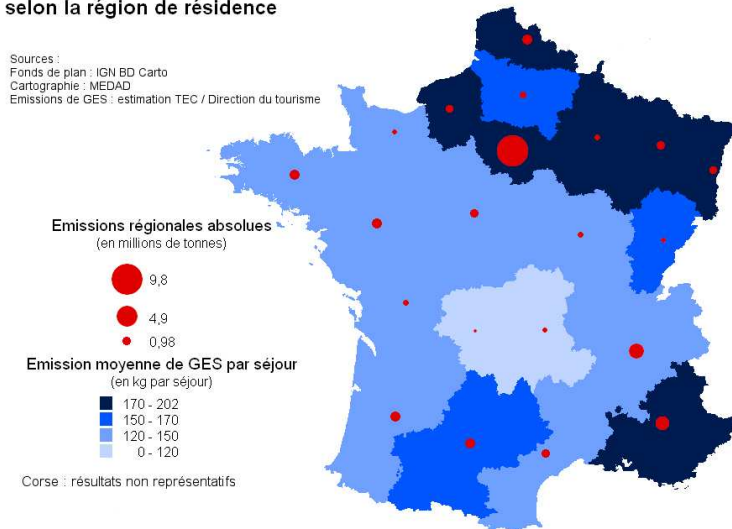 selon la région de résidence
Sources :
Fonds de plan : IGN BD Carto
Cartographie : MEDAD
Emissions de GES : estimation TEC / Direction du tourisme
Emissions régionales absolues
(en millions de tonnes)
9,8
4,9
0,98
Emission moyenne de GES par séjour
(en kg par séjour)
170 - 202
150 - 170
120 - 150
0 - 120
Corse : résultats non représentatifs